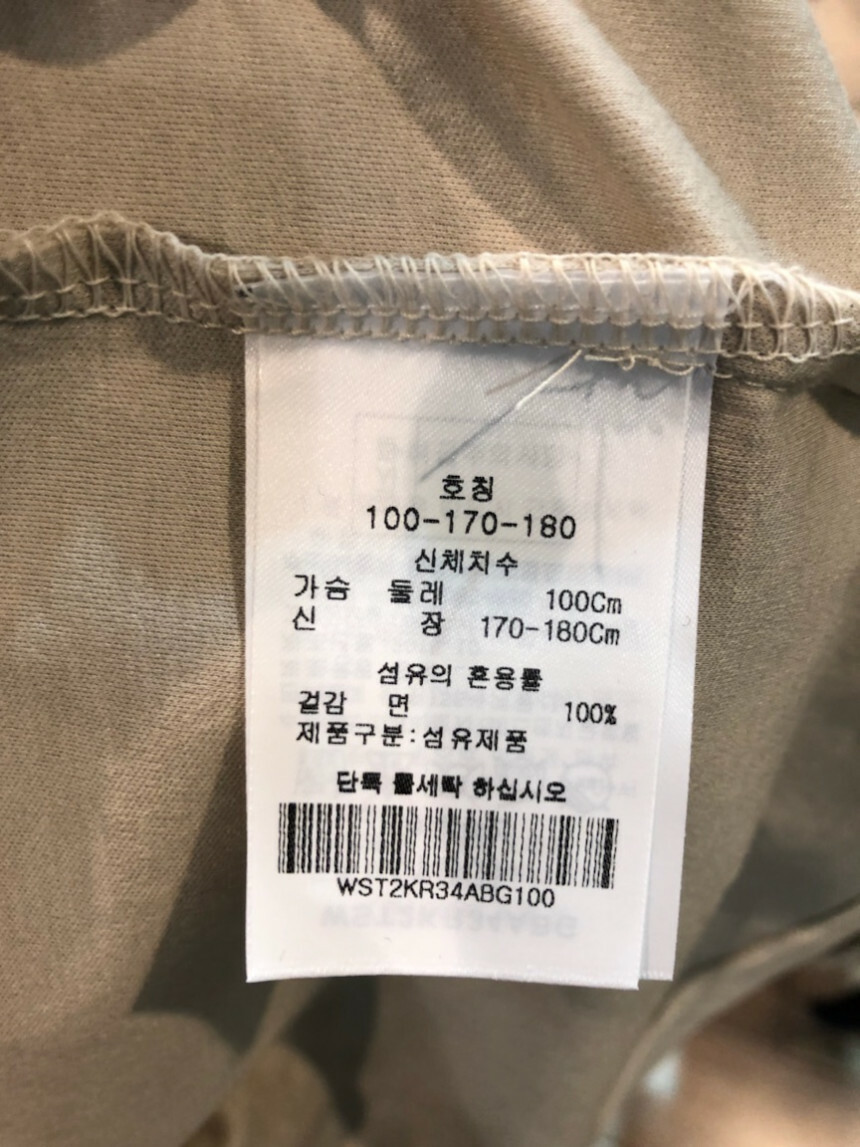 호칭
100-170-180
신체치수
가슴 둘레 100Cm
신 장 170-180Cm
섬유의 혼용률
겉감 면 100%
제품구분:섬유제품
단독 물세탁 하십시오
WST2KR34ABG100